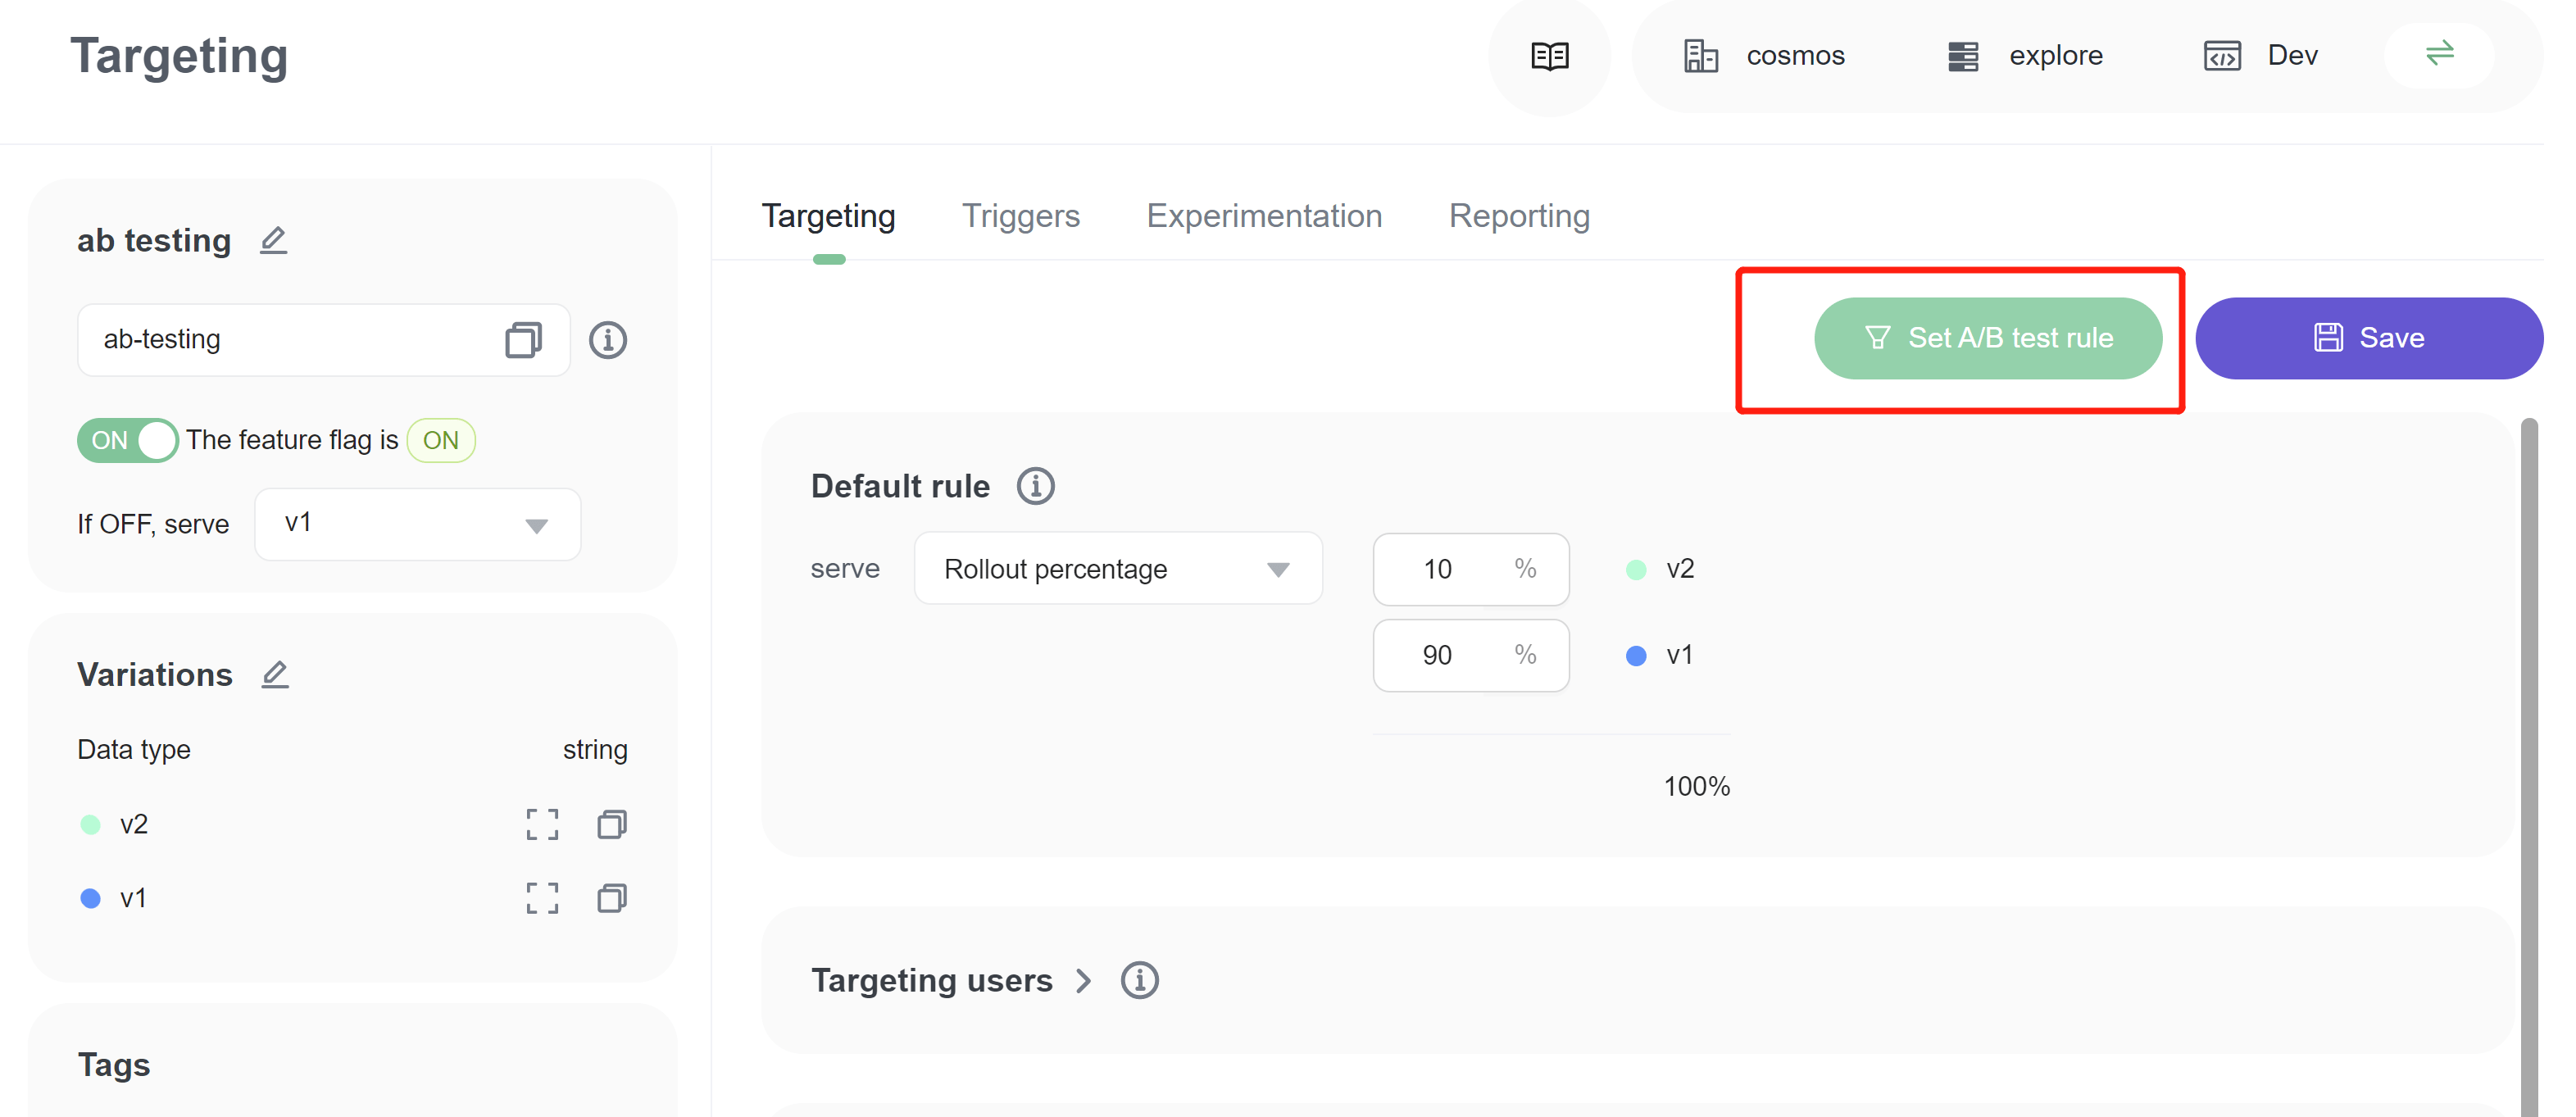 Targeting
cosmos
explore
Dev
ab testing
ab-testing
ON The feature flag is ON
If OFF, serve v1
Variations
Data type string
v2
v1
Tags
Targeting Triggers Experimentation Reporting
Set A/B test rule
Save
Default rule
serve Rollout percentage 10 % v2
90 % v1
100%
Targeting users